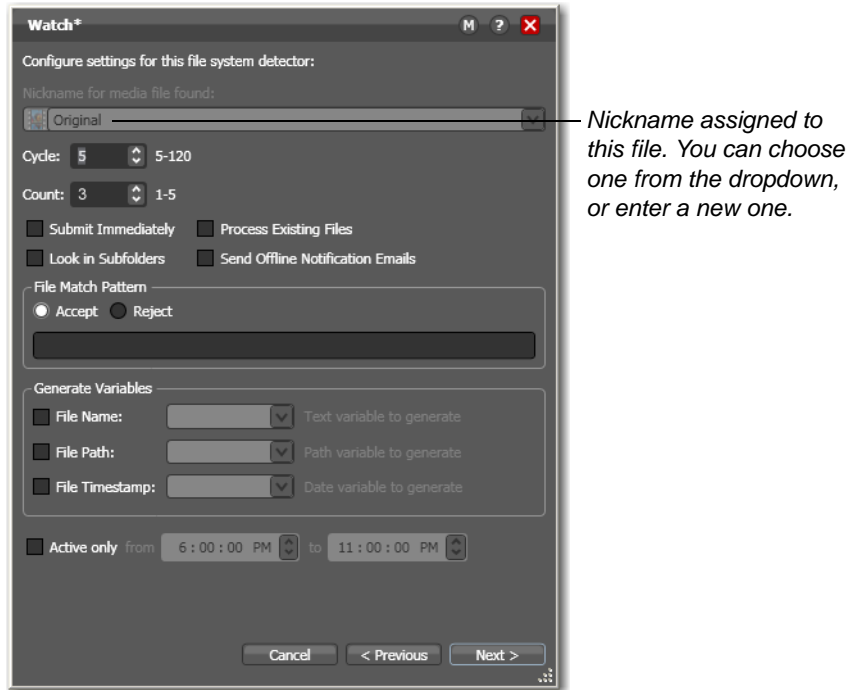 Watch*
M ? X
Configure settings for this file system detector:
Nickname for media file found:
Original
Nickname assigned to
this file. You can choose
one from the dropdown,
or enter a new one.
Cycle: 5 5-120
Count: 3 1-5
Submit Immediately Process Existing Files
Look in Subfolders Send Offline Notification Emails
File Match Pattern
Accept Reject
Generate Variables
File Name: Text variable to generate
File Path: Path variable to generate
File Timestamp: Date variable to generate
Active only from 6 : 00 : 00 PM to 11 : 00 : 00 PM
Cancel < Previous Next >